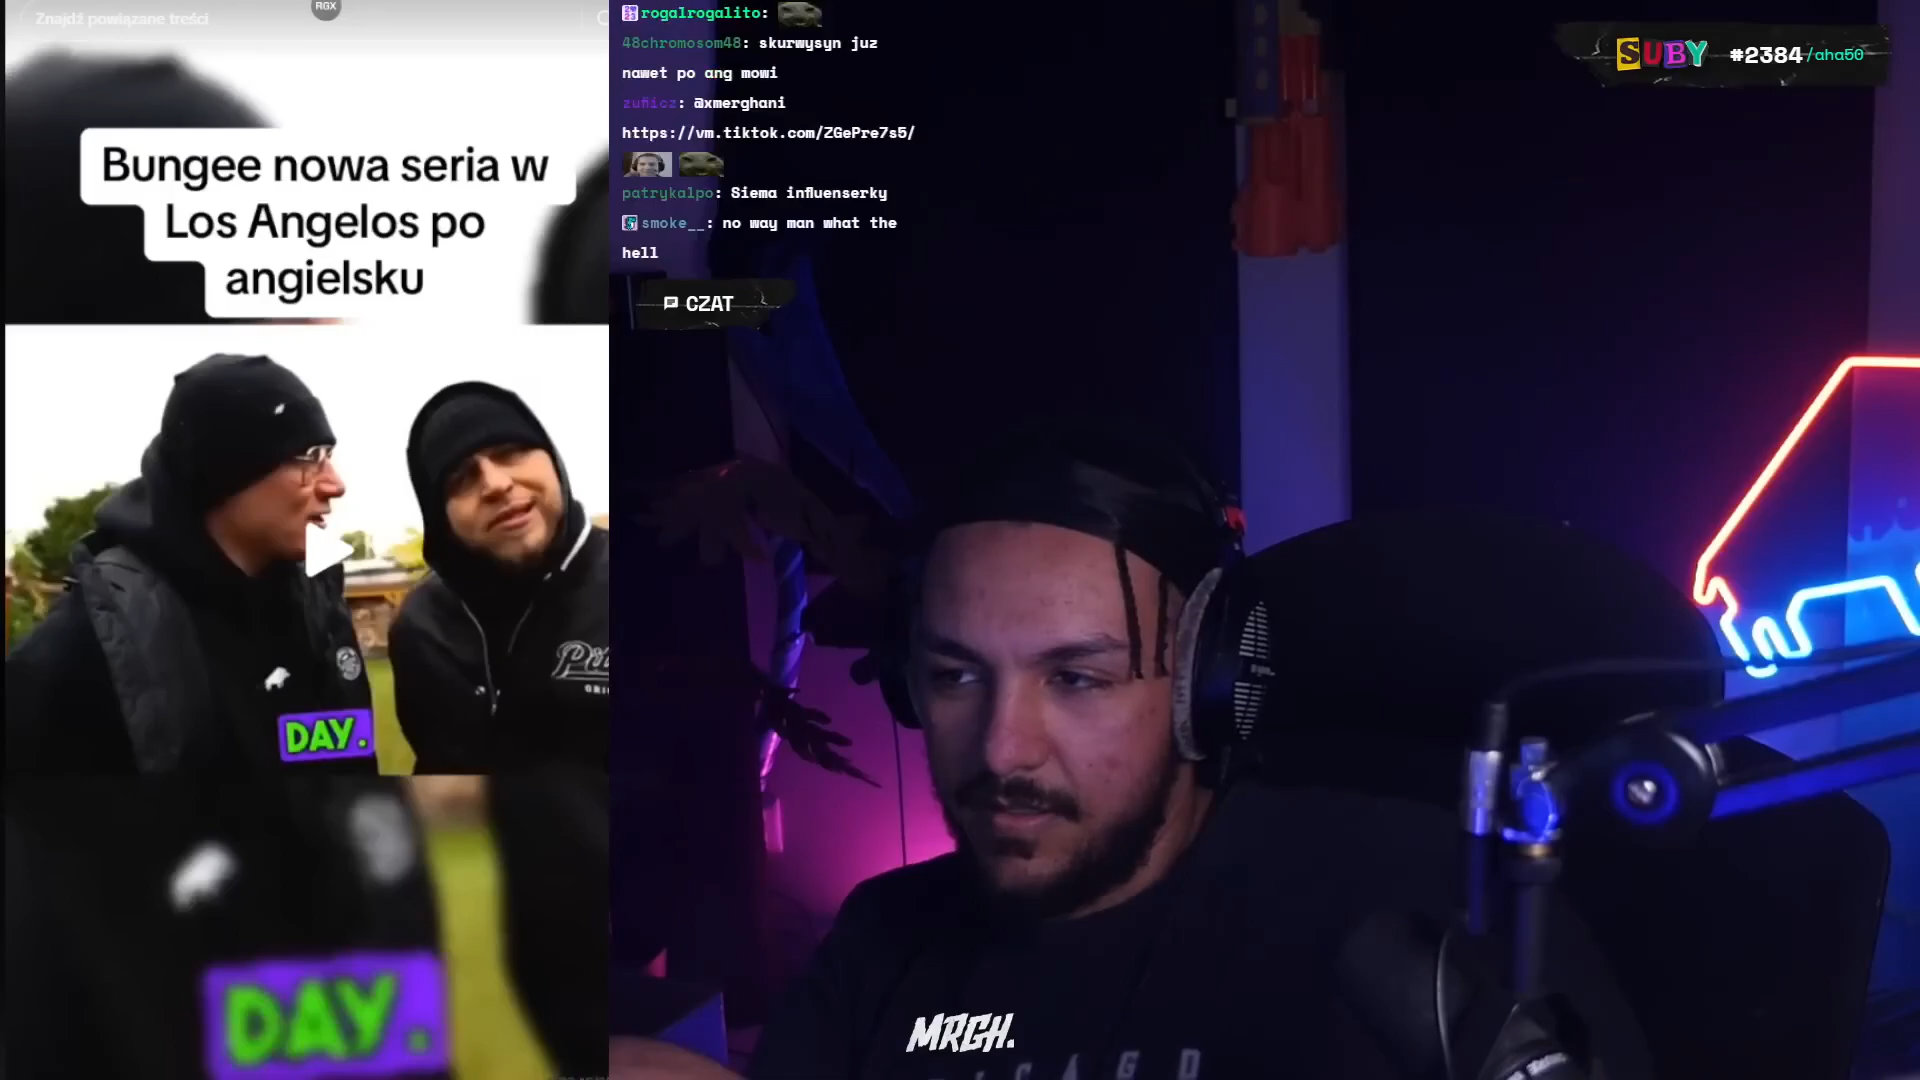 Znajdź powiązane treści
AGX
Bungee nowa seria w
Los Angelos po
angielsku
DAY.
DAY.
rogalrogalito:
48chromosom48: skurwysyn juz
nawet po ang mowi
zuficz: @xmerghani
https://vm.tiktok.com/ZGePre7s5/
patrykalpo: Siema influenserky
smoke__: no way man what the
hell
CZAT
SUBY #2384/aha50
MRGH.